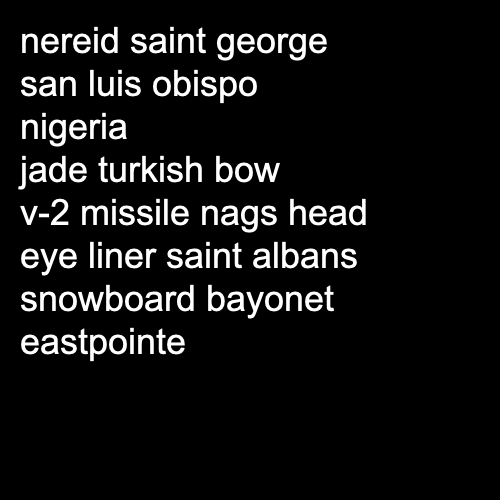 nereid saint george
san luis obispo
nigeria
jade turkish bow
v-2 missile nags head
eye liner saint albans
snowboard bayonet
eastpointe